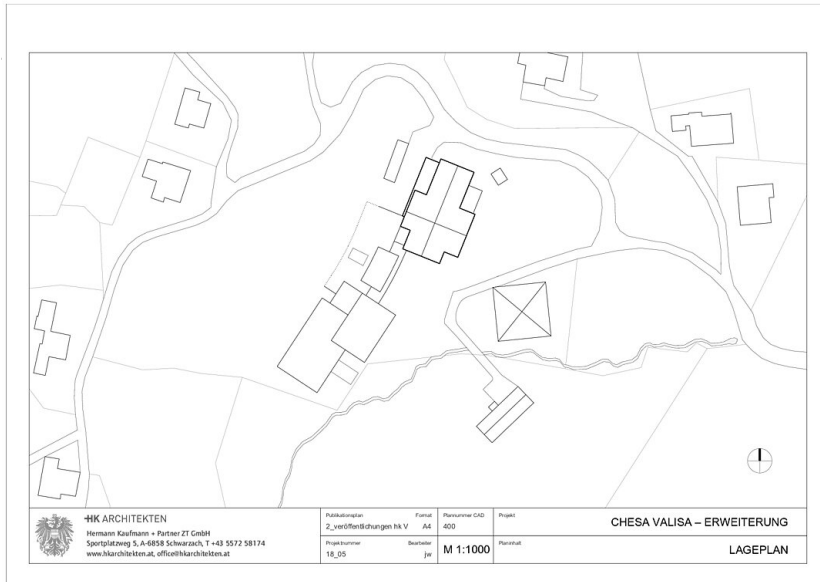 HK ARCHITEKTEN
Hermann Kaufmann + Partner ZT GmbH
Sportplatzweg 5, A-6858 Schwarzach, T +43 5572 58174
www.hkarchitekten.at, office@hkarchitekten.at
Publikationsplan Format
2_veröffentlichungen hk V A4
Projektnummer Bearbeiter
18_05 jw
Plannummer CAD
400
M 1:1000
Projekt
CHESA VALISA – ERWEITERUNG
Planinhalt
LAGEPLAN